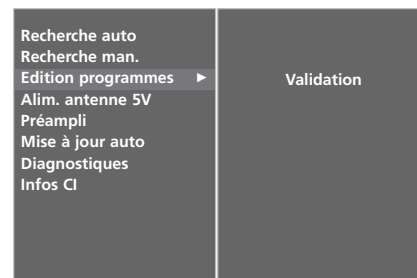 Recherche auto
Recherche man.
Edition programmes ►
Validation
Alim. antenne 5V
Préampli
Mise à jour auto
Diagnostiques
Infos CI